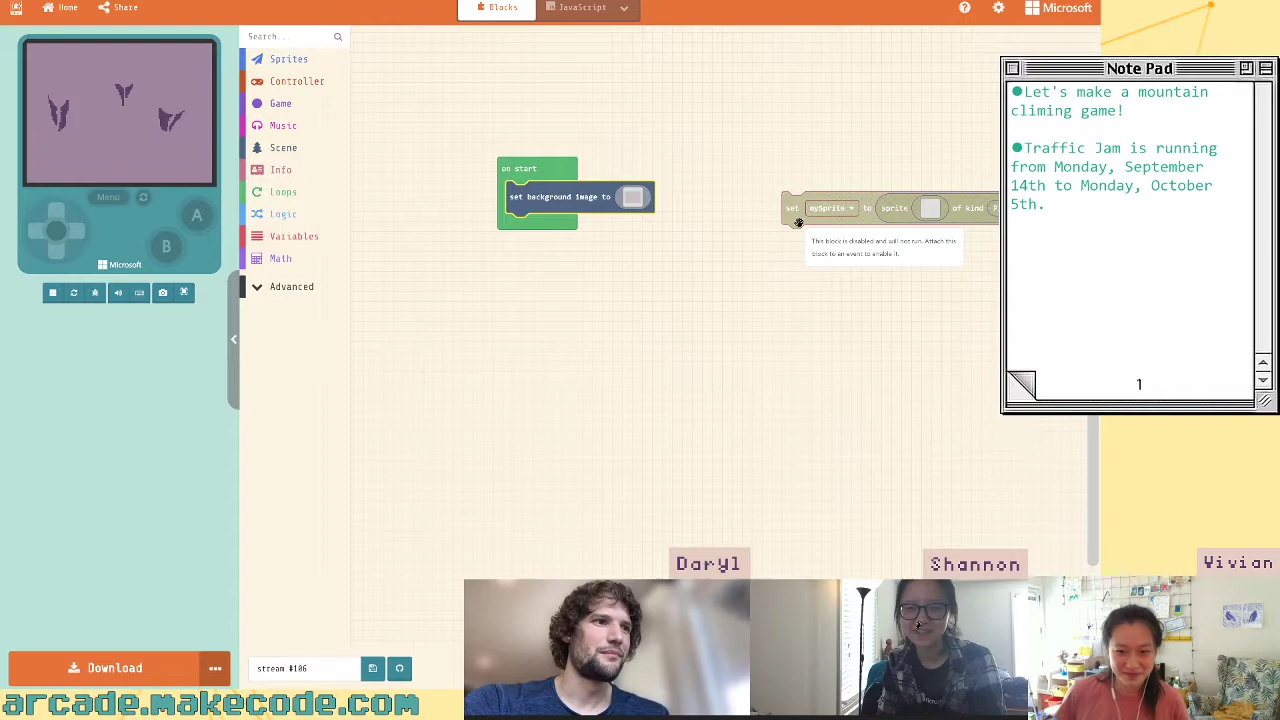 Home
Share
Blocks
JavaScript
Microsoft
Search...
Sprites
Controller
Game
Music
Scene
Info
Loops
Logic
Variables
Math
Advanced
Menu
A
B
Microsoft
on start
set background image to
set mySprite to sprite of kind P
This block is disabled and will not run. Attach this
block to an event to enable it.
Note Pad
●Let's make a mountain
climing game!
●Traffic Jam is running
from Monday, September
14th to Monday, October
5th.
1
Daryl
Shannon
Vivian
Download
stream #106
arcade.makecode.com